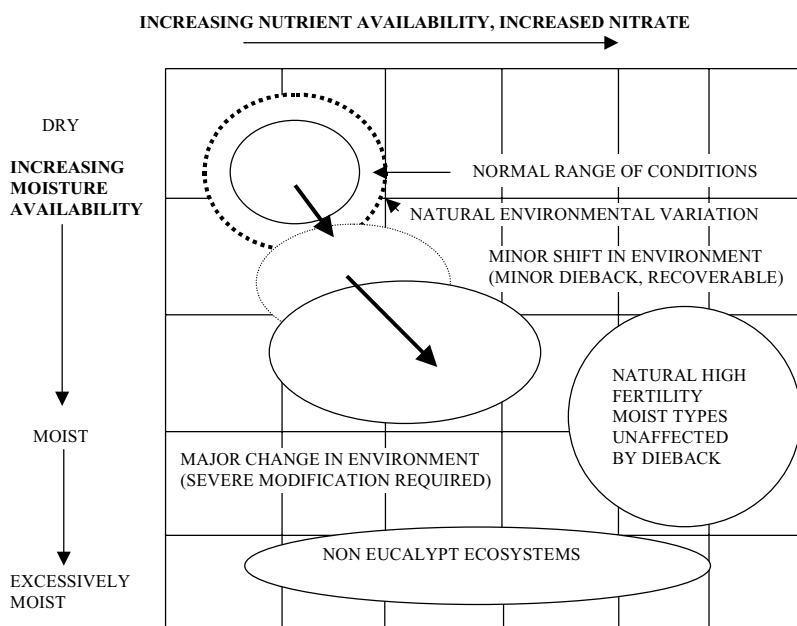 INCREASING NUTRIENT AVAILABILITY, INCREASED NITRATE
DRY
INCREASING
MOISTURE
AVAILABILITY
NORMAL RANGE OF CONDITIONS
NATURAL ENVIRONMENTAL VARIATION
MINOR SHIFT IN ENVIRONMENT
(MINOR DIEBACK, RECOVERABLE)
NATURAL HIGH
FERTILITY
MOIST TYPES
UNAFFECTED
BY DIEBACK
MOIST
MAJOR CHANGE IN ENVIRONMENT
(SEVERE MODIFICATION REQUIRED)
NON EUCALYPT ECOSYSTEMS
EXCESSIVELY
MOIST